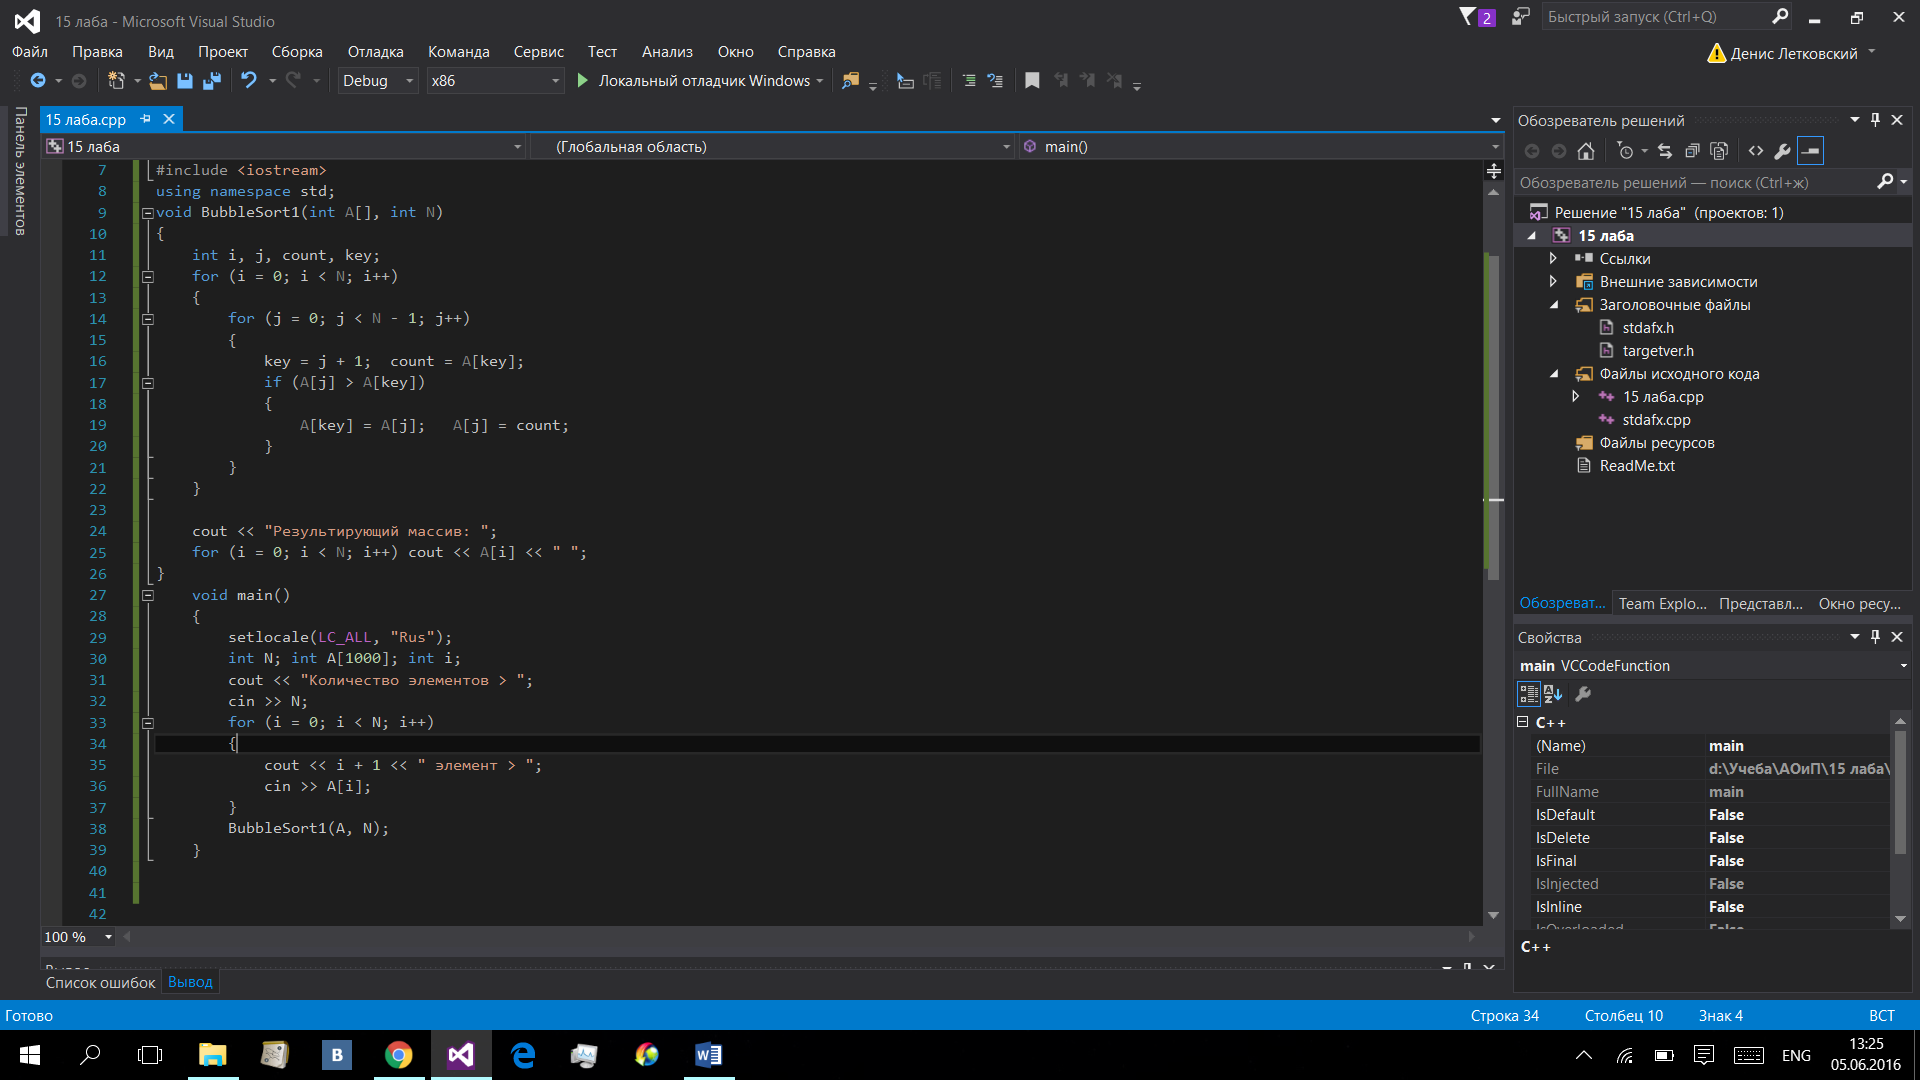 15 лаба - Microsoft Visual Studio
2
Быстрый запуск (Ctrl+Q)
Файл Правка Вид Проект Сборка Отладка Команда Сервис Тест Анализ Окно Справка
Денис Летковский
Debug x86 Локальный отладчик Windows
Панель элементов
15 лаба.cpp
15 лаба (Глобальная область) main()
7 #include <iostream>
8 using namespace std;
9 void BubbleSort1(int A[], int N)
10 {
11 int i, j, count, key;
12 for (i = 0; i < N; i++)
13 {
14 for (j = 0; j < N - 1; j++)
15 {
16 key = j + 1;  count = A[key];
17 if (A[j] > A[key])
18 {
19 A[key] = A[j];   A[j] = count;
20 }
21 }
22 }
23
24 cout << "Результирующий массив: ";
25 for (i = 0; i < N; i++) cout << A[i] << " ";
26 }
27 void main()
28 {
29 setlocale(LC_ALL, "Rus");
30 int N; int A[1000]; int i;
31 cout << "Количество элементов > ";
32 cin >> N;
33 for (i = 0; i < N; i++)
34 {
35 cout << i + 1 << " элемент > ";
36 cin >> A[i];
37 }
38 BubbleSort1(A, N);
39 }
40
41
42
100 %
Список ошибок Вывод
Обозреватель решений
Обозреватель решений — поиск (Ctrl+ж)
Решение "15 лаба" (проектов: 1)
15 лаба
Ссылки
Внешние зависимости
Заголовочные файлы
stdafx.h
targetver.h
Файлы исходного кода
15 лаба.cpp
stdafx.cpp
Файлы ресурсов
ReadMe.txt
Обозреват... Team Explo... Представл... Окно ресу...
Свойства
main VCCodeFunction
C++
(Name) main
File d:\Учеба\АОиП\15 лаба\
FullName main
IsDefault False
IsDelete False
IsFinal False
IsInjected False
IsInline False
IsOverloaded False
C++
Готово Строка 34 Столбец 10 Знак 4 ВСТ
B
ENG
13:25
05.06.2016